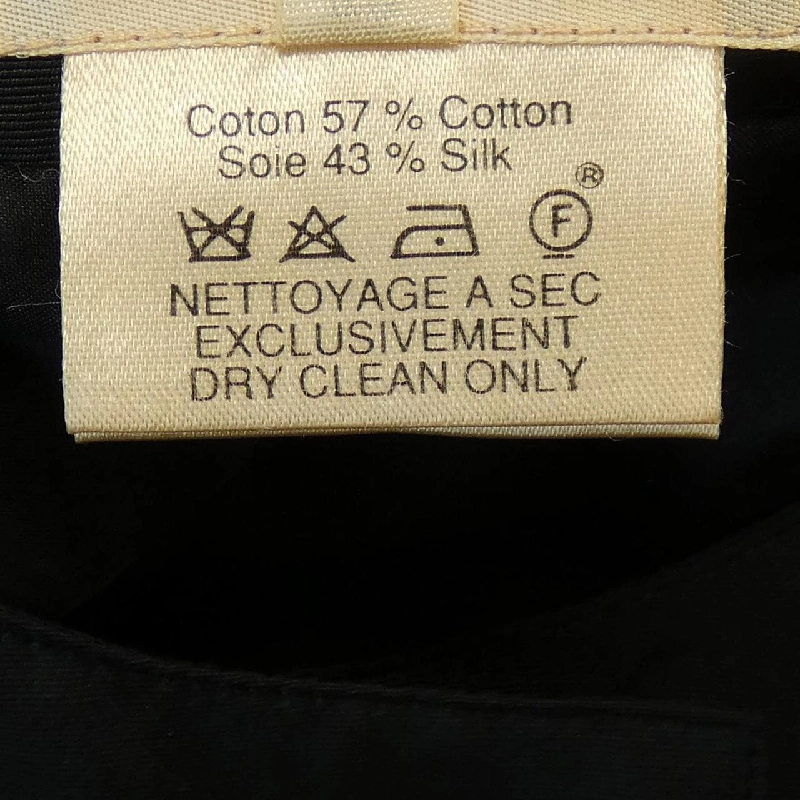 Coton 57 % Cotton
Soie 43 % Silk
F ®
NETTOYAGE A SEC
EXCLUSIVEMENT
DRY CLEAN ONLY